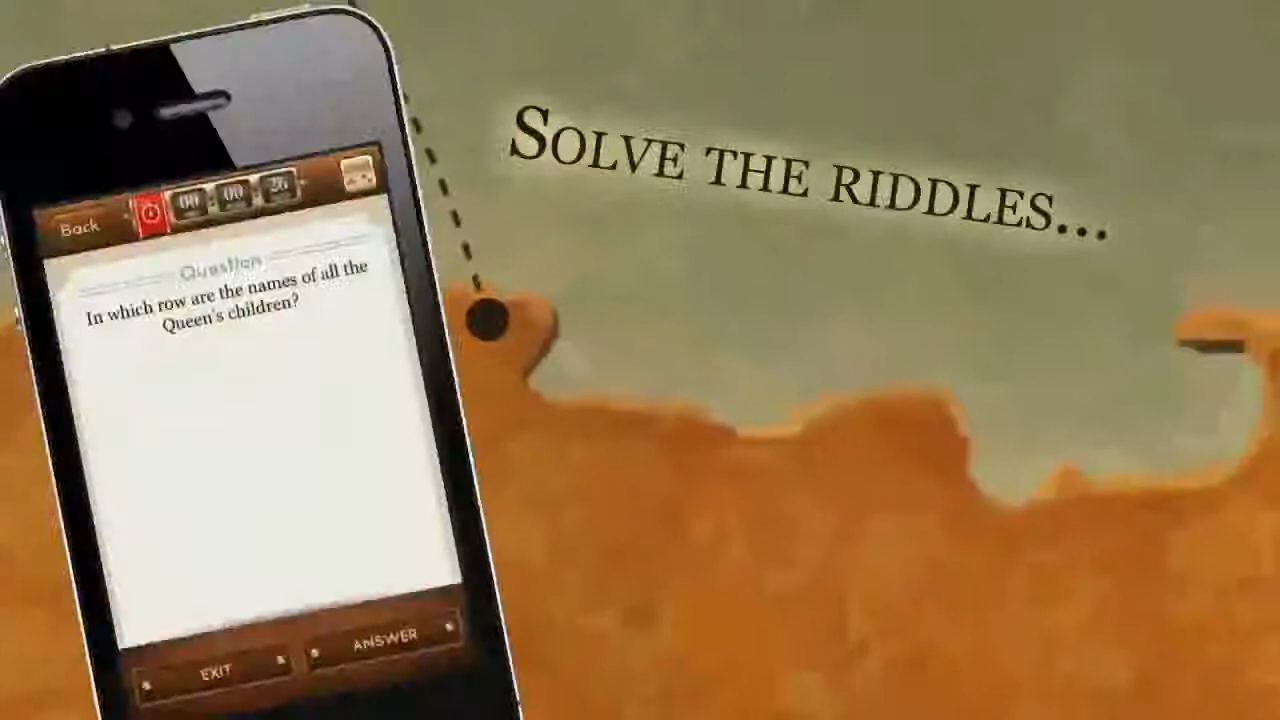 SOLVE THE RIDDLES...
Back
00 00 26
Question
In which row are the names of all the
Queen's children?
EXIT
ANSWER